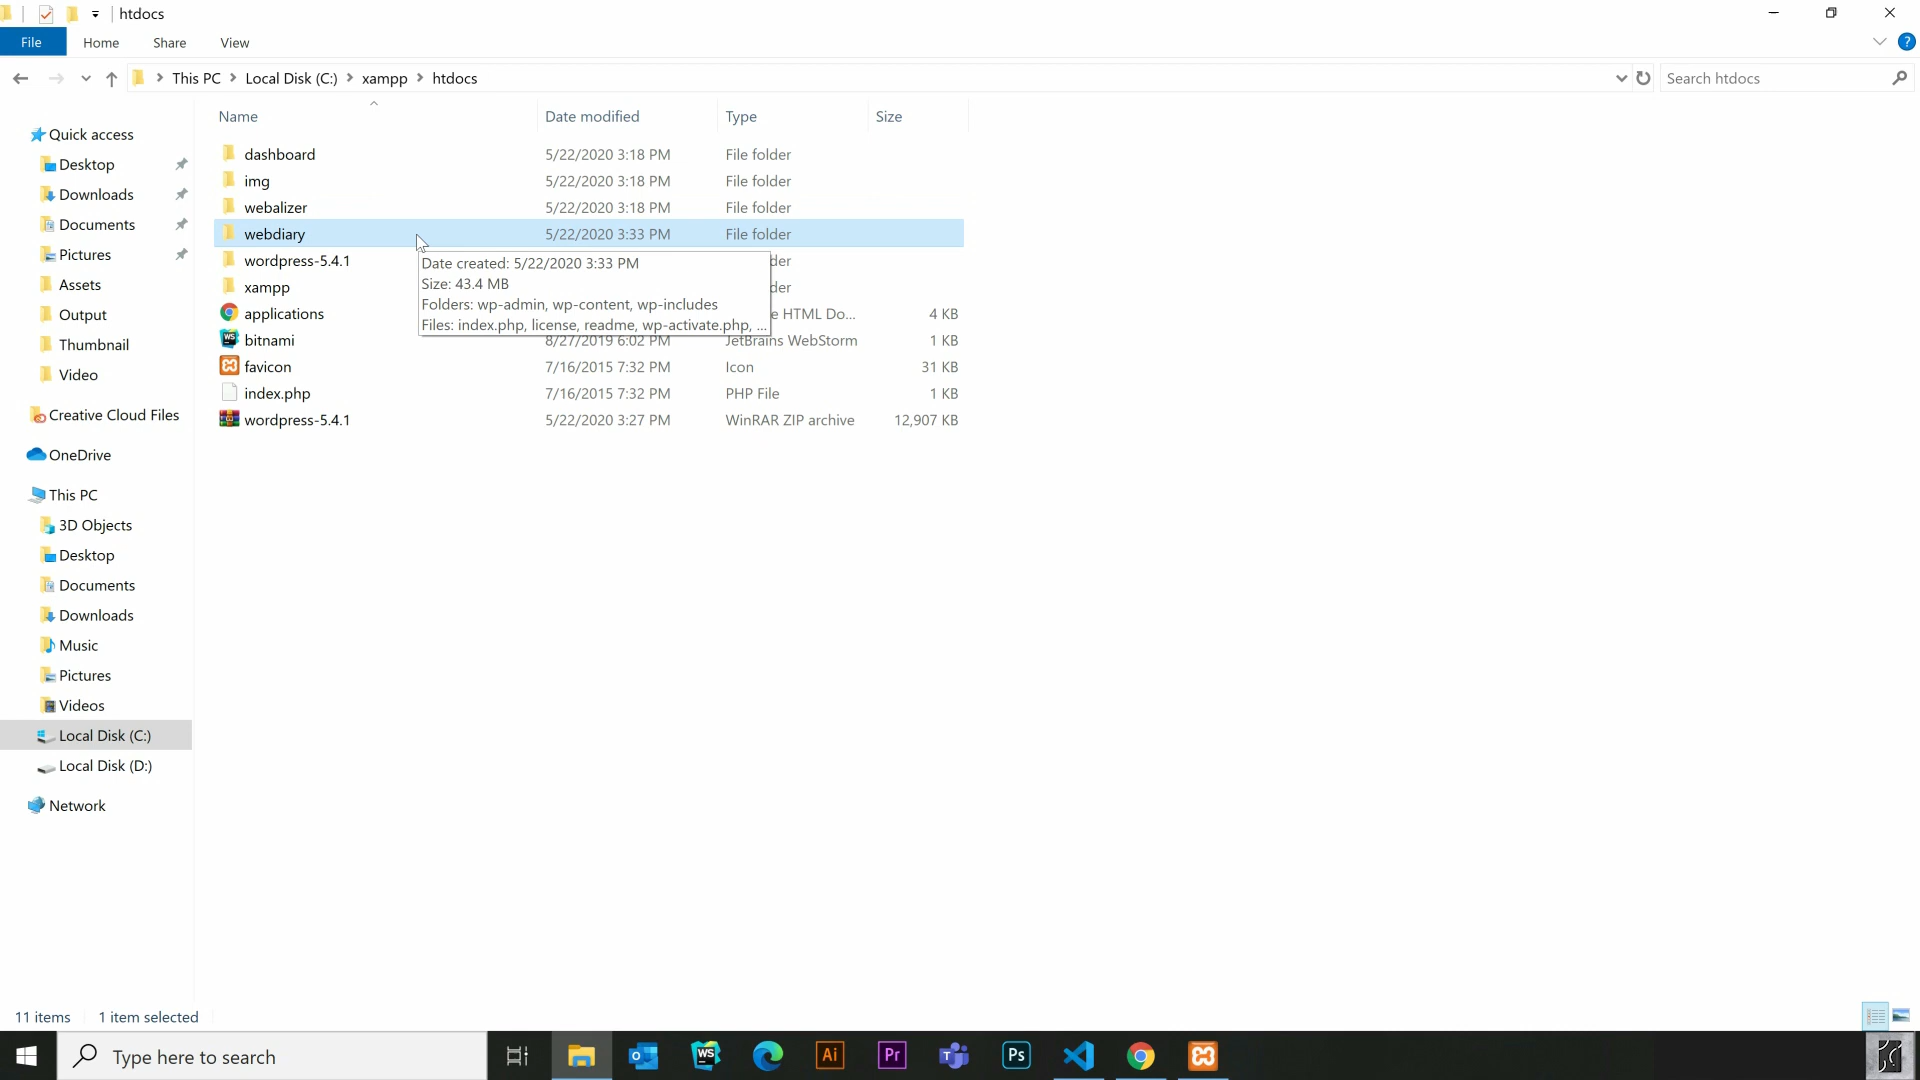 htdocs
File Home Share View
This PC Local Disk (C:) xampp htdocs
Search htdocs
Name Date modified Type Size
Quick access
Desktop
Downloads
Documents
Pictures
Assets
Output
Thumbnail
Video
Creative Cloud Files
OneDrive
This PC
3D Objects
Desktop
Documents
Downloads
Music
Pictures
Videos
Local Disk (C:)
Local Disk (D:)
Network
dashboard 5/22/2020 3:18 PM File folder
img 5/22/2020 3:18 PM File folder
webalizer 5/22/2020 3:18 PM File folder
webdiary 5/22/2020 3:33 PM File folder
wordpress-5.4.1 der
xampp der
applications e HTML Do... 4 KB
bitnami 8/27/2019 6:02 PM JetBrains WebStorm 1 KB
favicon 7/16/2015 7:32 PM Icon 31 KB
index.php 7/16/2015 7:32 PM PHP File 1 KB
wordpress-5.4.1 5/22/2020 3:27 PM WinRAR ZIP archive 12,907 KB
Date created: 5/22/2020 3:33 PM
Size: 43.4 MB
Folders: wp-admin, wp-content, wp-includes
Files: index.php, license, readme, wp-activate.php, ...
11 items 1 item selected
Type here to search
WS
Ai
Pr
Ps